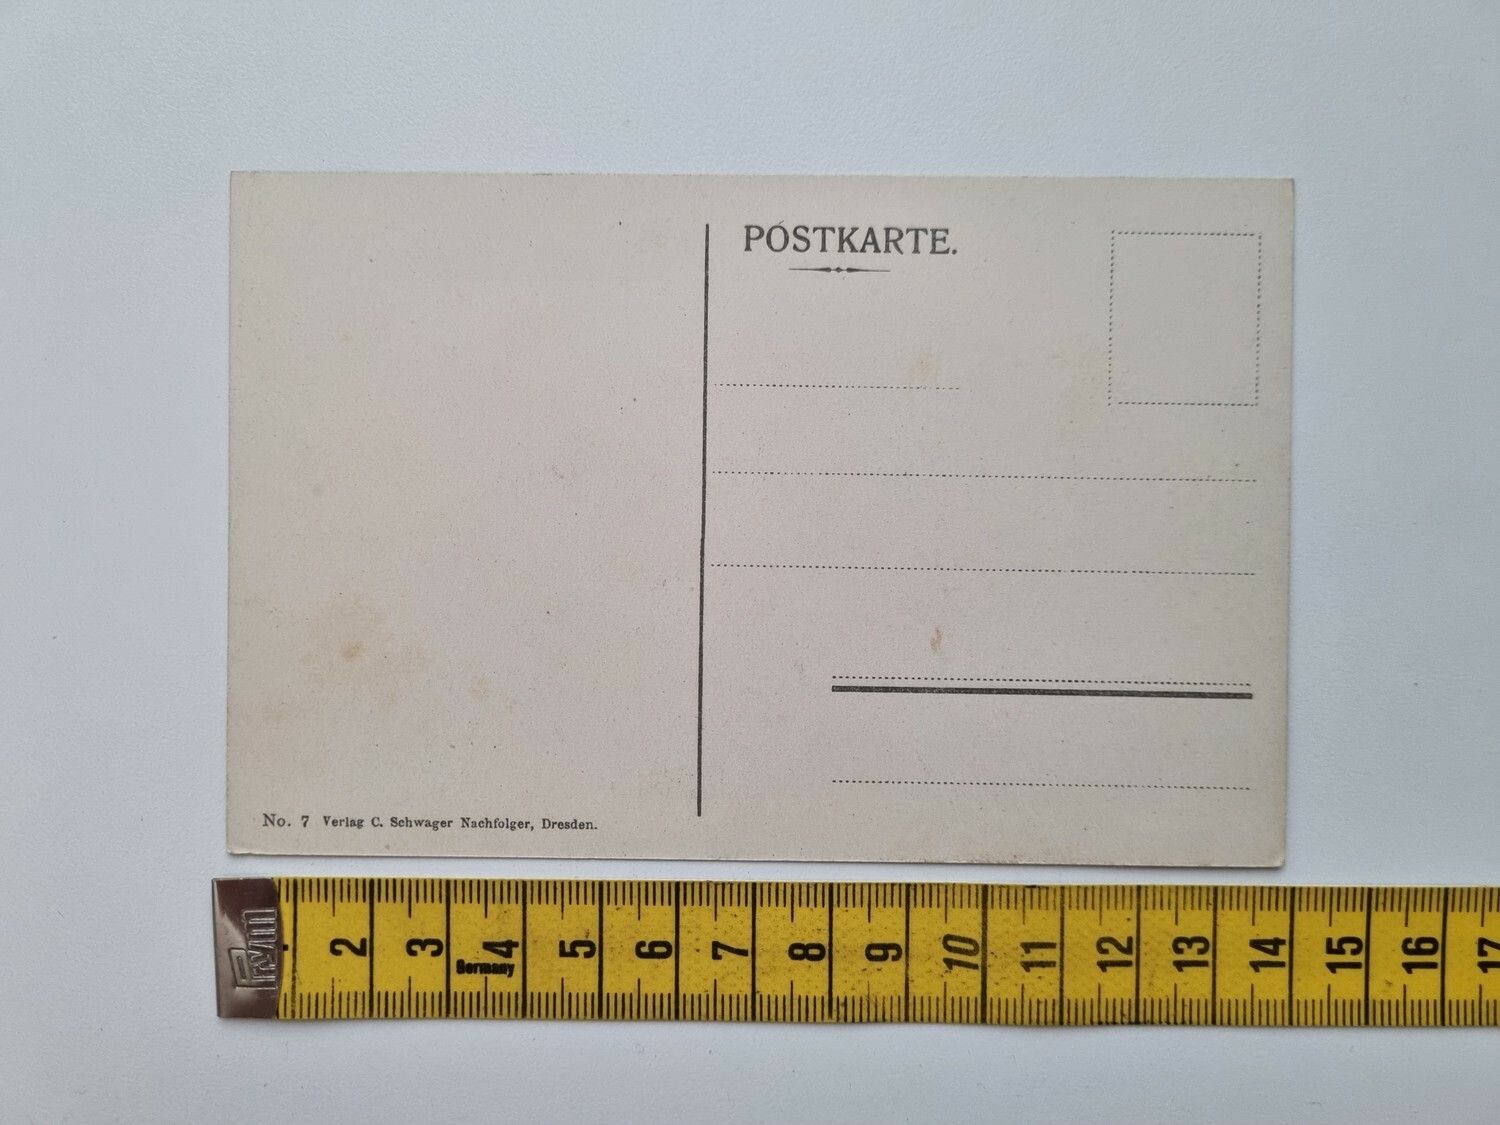 POSTKARTE.
No. 7 Verlag C. Schwager Nachfolger, Dresden.
Prym 2 3 4 5 6 7 8 9 10 11 12 13 14 15 16 17
Germany